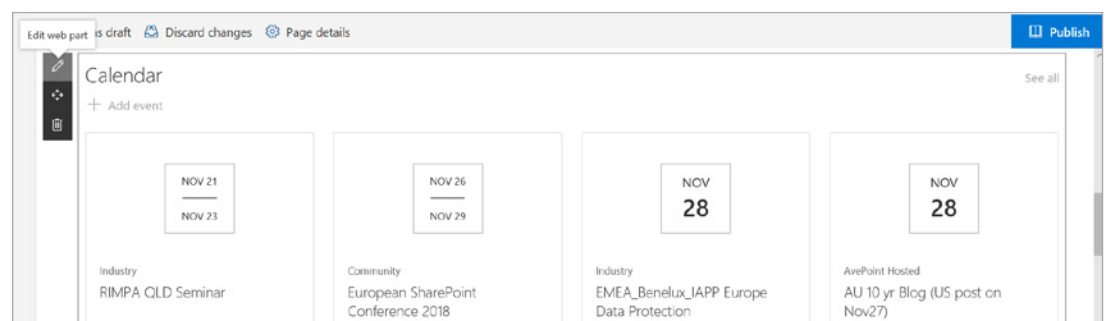 Edit web part
as draft Discard changes Page details Publish
Calendar See all
+ Add event
NOV 21
NOV 23
NOV 26
NOV 29
NOV
28
NOV
28
Industry
RIMPA QLD Seminar
Community
European SharePoint
Conference 2018
Industry
EMEA_Benelux_IAPP Europe
Data Protection
AvePoint Hosted
AU 10 yr Blog (US post on
Nov27)